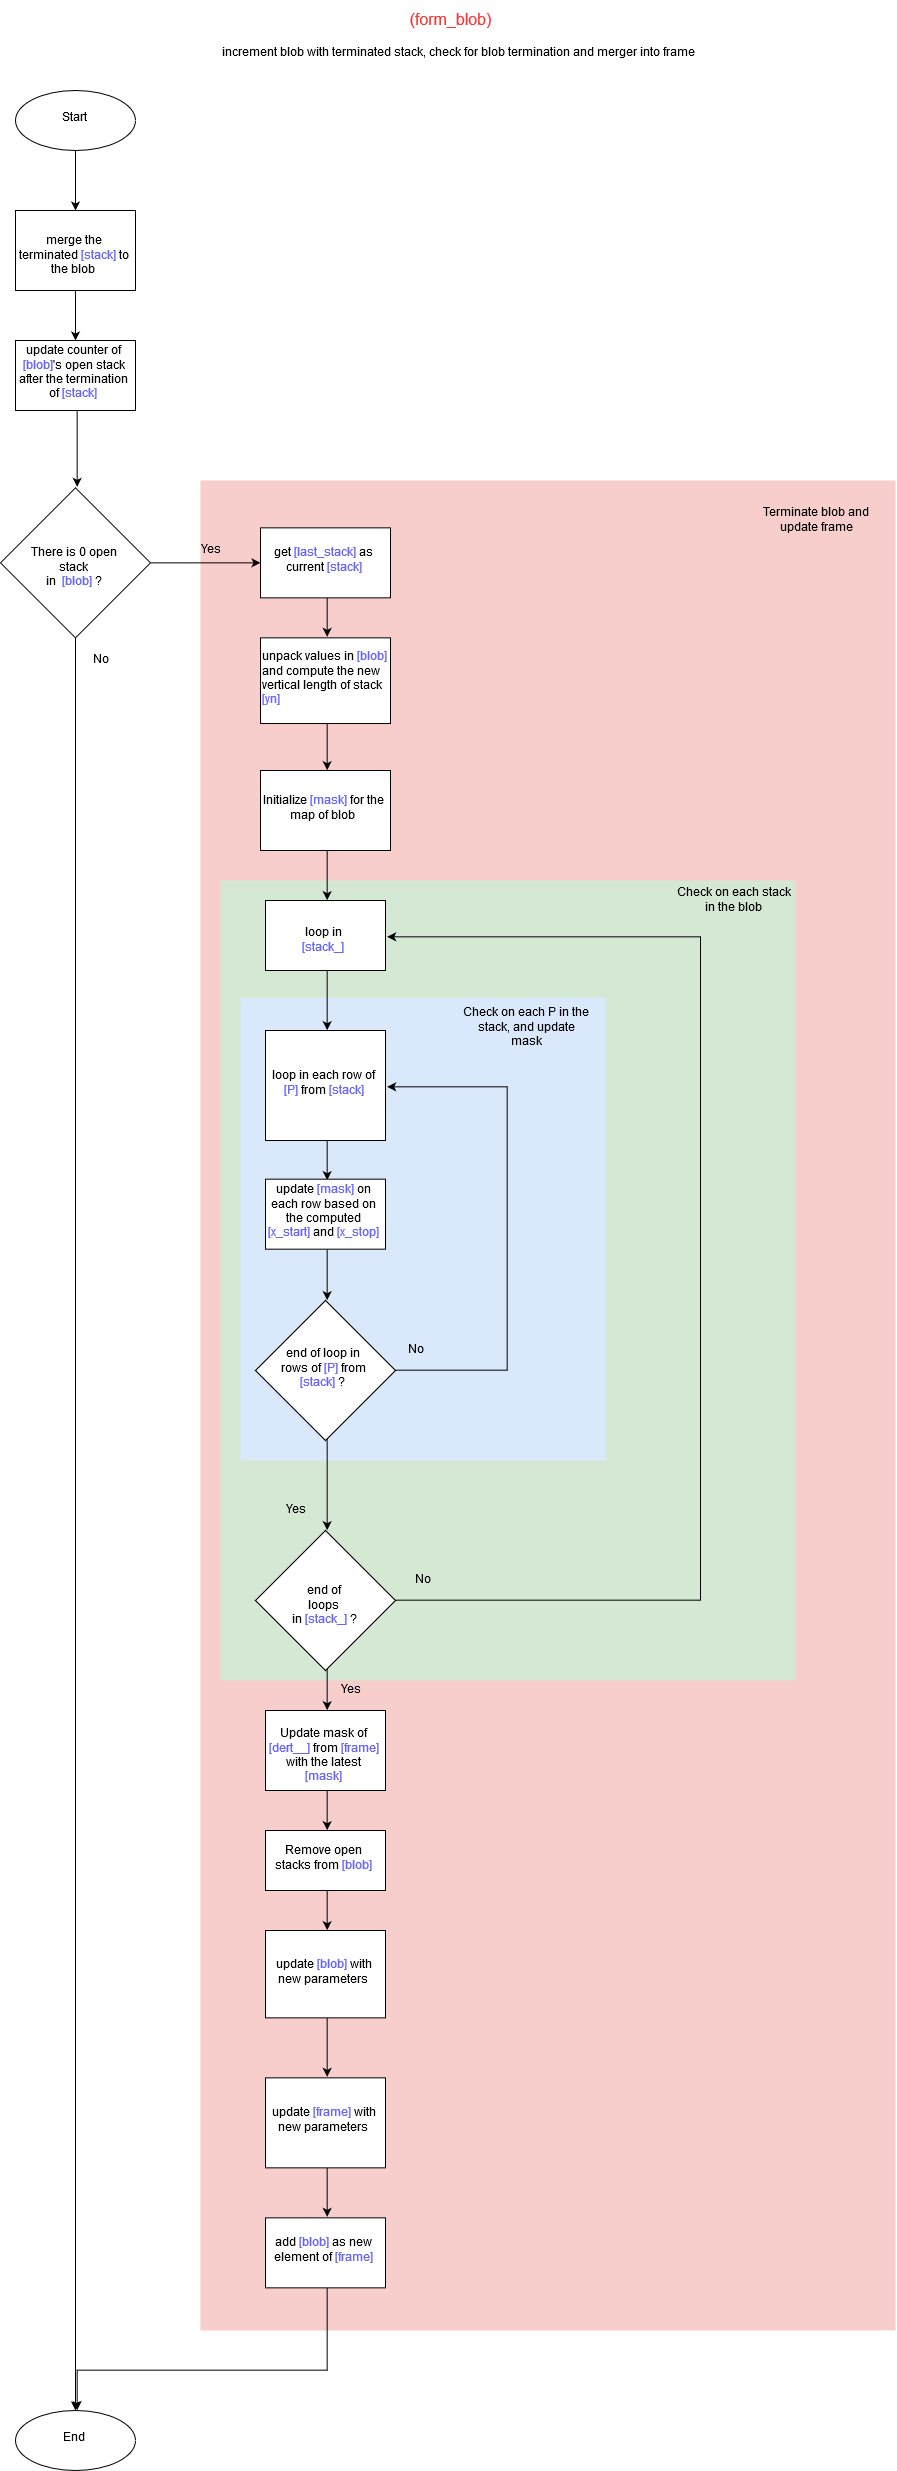 (form_blob)
increment blob with terminated stack, check for blob termination and merger into frame
Start
merge the
terminated [stack] to
the blob
update counter of
[blob]'s open stack
after the termination
of [stack]
Terminate blob and
update frame
There is 0 open
stack
in [blob] ?
Yes
No
get [last_stack] as
current [stack]
unpack values in [blob]
and compute the new
vertical length of stack
[yn]
Initialize [mask] for the
map of blob
Check on each stack
in the blob
loop in
[stack_]
Check on each P in the
stack, and update
mask
loop in each row of
[P] from [stack]
update [mask] on
each row based on
the computed
[x_start] and [x_stop]
end of loop in
rows of [P] from
[stack] ?
No
Yes
end of
loops
in [stack_] ?
No
Yes
Update mask of
[dert__] from [frame]
with the latest
[mask]
Remove open
stacks from [blob]
update [blob] with
new parameters
update [frame] with
new parameters
add [blob] as new
element of [frame]
End